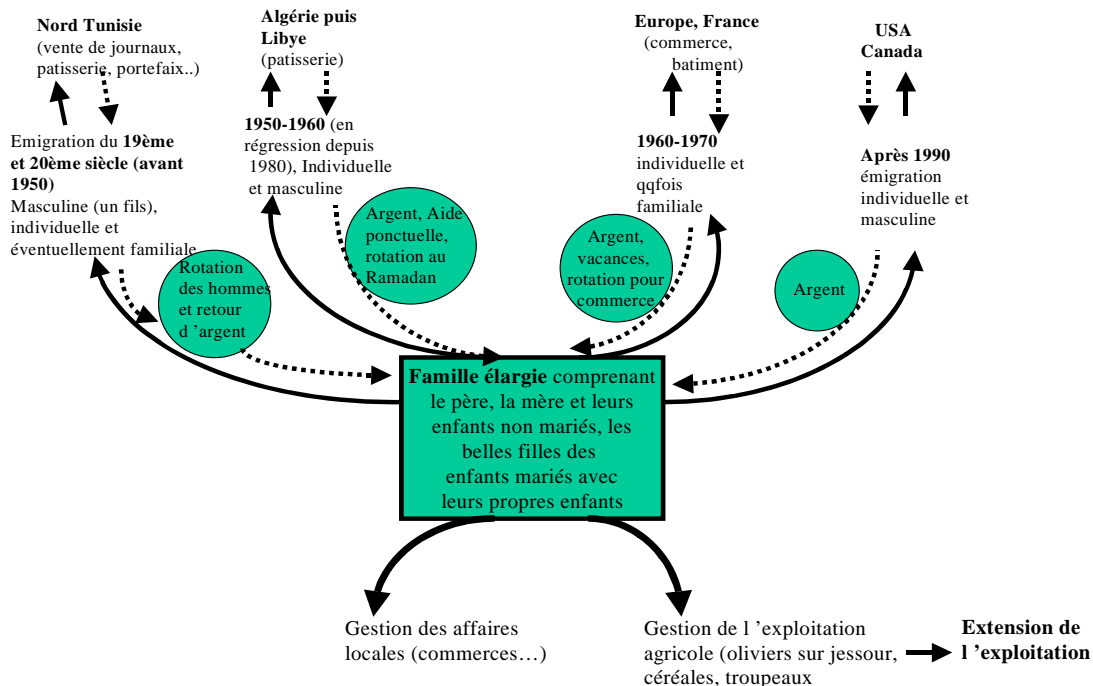 Nord Tunisie
(vente de journaux,
patisserie, portefaix..)
Algérie puis
Libye
(patisserie)
Europe, France
(commerce,
batiment)
USA
Canada
Emigration du 19ème
et 20ème siècle (avant
1950)
Masculine (un fils),
individuelle et
éventuellement familiale
1950-1960 (en
régression depuis
1980), Individuelle
et masculine
1960-1970
individuelle et
qqfois
familiale
Après 1990
émigration
individuelle et
masculine
Rotation
des hommes
et retour
d ’argent
Argent, Aide
ponctuelle,
rotation au
Ramadan
Argent,
vacances,
rotation pour
commerce
Argent
Famille élargie comprenant
le père, la mère et leurs
enfants non mariés, les
belles filles des
enfants mariés avec
leurs propres enfants
Gestion des affaires
locales (commerces…)
Gestion de l ’exploitation
agricole (oliviers sur jessour,
céréales, troupeaux
Extension de
l ’exploitation